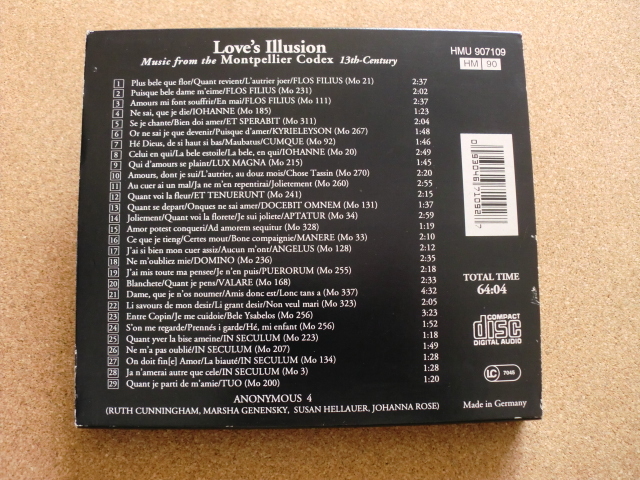 Love's Illusion
Music from the Montpellier Codex 13th-Century
HMU 907109
HM 90
1 Plus bele que flor/Quant revient/L'autrier joer/FLOS FILIUS (Mo 21) 2:37
2 Puisque bele dame m'eime/FLOS FILIUS (Mo 231) 2:02
3 Amours mi font souffrir/En mai/FLOS FILIUS (Mo 111) 2:37
4 Ne sai, que je die/IOHANNE (Mo 185) 1:23
5 Se je chante/Bien doi amer/ET SPERABIT (Mo 311) 2:04
6 Or ne sai je que devenir/Puisque d'amer/KYRIELEYSON (Mo 267) 1:48
7 Hé Dieus, de si haut si bas/Maubatus/CUMQUE (Mo 92) 1:46
8 Celui en qui/La bele estoile/La bele, en qui/IOHANNE (Mo 20) 2:49
9 Qui d'amours se plaint/LUX MAGNA (Mo 215) 1:45
10 Amours, dont je sui/L'autrier, au douz mois/Chose Tassin (Mo 270) 2:20
11 Au cuer ai un mal/Ja ne m'en repentirai/Jolietement (Mo 260) 2:55
12 Quant voi la fleur/ET TENUERUNT (Mo 241) 2:15
13 Quant se depart/Onques ne sai amer/DOCEBIT OMNEM (Mo 131) 1:37
14 Joliement/Quant voi la florete/Je sui joliete/APTATUR (Mo 34) 2:59
15 Amor potest conqueri/Ad amorem sequitur (Mo 328) 1:19
16 Ce que je tieng/Certes mout/Bone compaignie/MANERE (Mo 33) 2:10
17 J'ai si bien mon cuer assiz/Aucun m'ont/ANGELUS (Mo 128) 2:12
18 Ne m'oubliez mie/DOMINO (Mo 236) 2:35
19 J'ai mis toute ma pensee/Je n'en puis/PUERORUM (Mo 255) 2:18
20 Blanchete/Quant je pens/VALARE (Mo 168) 2:33
21 Dame, que je n'os noumer/Amis donc est/Lonc tans a (Mo 337) 4:32
22 Li savours de mon desir/Li grant desir/Non veul mari (Mo 323) 2:05
23 Entre Copin/Je me cuidoie/Bele Ysabelos (Mo 256) 3:23
24 S'on me regarde/Prennés i garde/Hé, mi enfant (Mo 256) 1:52
25 Quant yver la bise ameine/IN SECULUM (Mo 223) 1:18
26 Ne m'a pas oublié/IN SECULUM (Mo 207) 1:49
27 On doit fin[e] Amor/La biauté/IN SECULUM (Mo 134) 1:28
28 Ja n'amerai autre que cele/IN SECULUM (Mo 3) 1:28
29 Quant je parti de m'amie/TUO (Mo 200) 1:20
ANONYMOUS 4
(RUTH CUNNINGHAM, MARSHA GENENSKY, SUSAN HELLAUER, JOHANNA ROSE)
0 93046 71092 7
TOTAL TIME
64:04
COMPACT
disc
DIGITAL AUDIO
LC 7045
Made in Germany